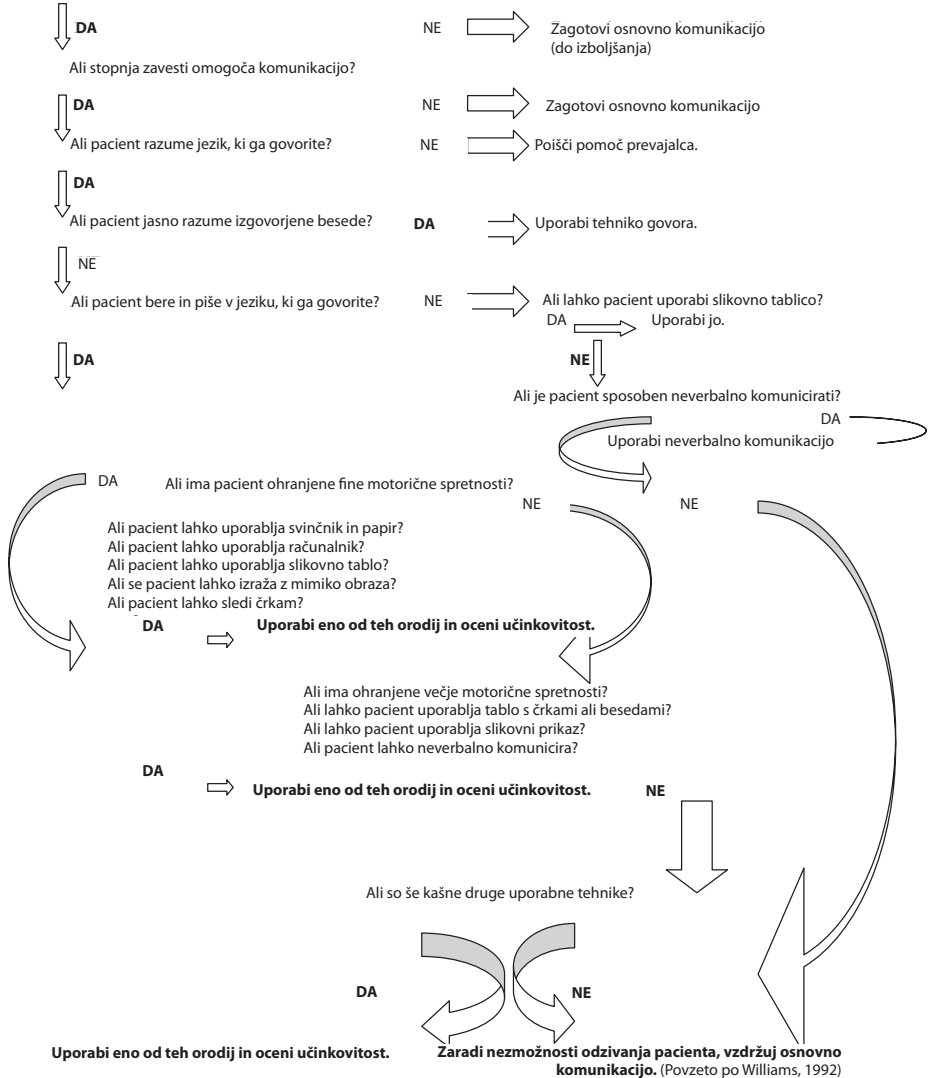 DA NE Zagotovi osnovno komunikacijo
(do izboljšanja)
Ali stopnja zavesti omogoča komunikacijo?
DA NE Zagotovi osnovno komunikacijo
Ali pacient razume jezik, ki ga govorite? NE Poišči pomoč prevajalca.
DA
Ali pacient jasno razume izgovorjene besede? DA Uporabi tehniko govora.
NE
Ali pacient bere in piše v jeziku, ki ga govorite? NE Ali lahko pacient uporabi slikovno tablico?
DA Uporabi jo.
DA NE
Ali je pacient sposoben neverbalno komunicirati?
DA
Uporabi neverbalno komunikacijo
DA Ali ima pacient ohranjene fine motorične spretnosti?
NE NE
Ali pacient lahko uporablja svinčnik in papir?
Ali pacient lahko uporablja računalnik?
Ali pacient lahko uporablja slikovno tablo?
Ali se pacient lahko izraža z mimiko obraza?
Ali pacient lahko sledi črkam?
DA Uporabi eno od teh orodij in oceni učinkovitost.
Ali ima ohranjene večje motorične spretnosti?
Ali lahko pacient uporablja tablo s črkami ali besedami?
Ali lahko pacient uporablja slikovni prikaz?
Ali pacient lahko neverbalno komunicira?
DA
Uporabi eno od teh orodij in oceni učinkovitost. NE
Ali so še kašne druge uporabne tehnike?
DA NE
Uporabi eno od teh orodij in oceni učinkovitost. Zaradi nezmožnosti odzivanja pacienta, vzdržuj osnovno
komunikacijo. (Povzeto po Williams, 1992)